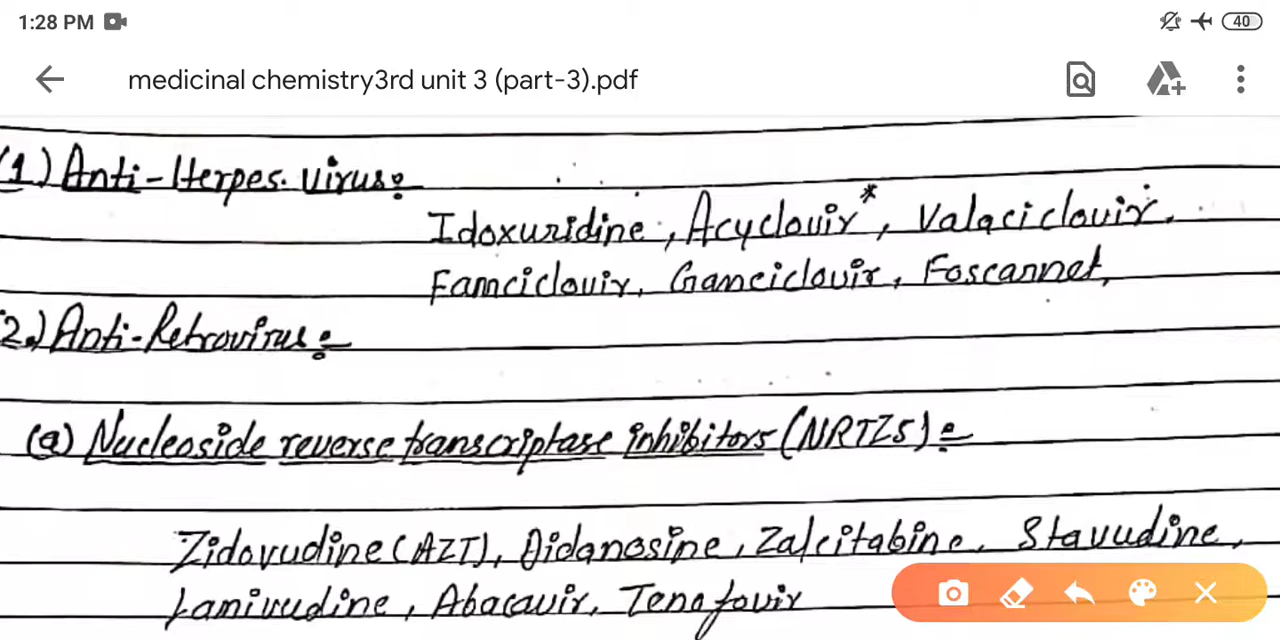 1:28 PM 40
medicinal chemistry3rd unit 3 (part-3).pdf
(1) Anti-Herpes. virus:
Idoxuridine, Acyclovir*, Valaciclovir,
Famciclovir, Ganciclovir, Foscannet,
2.) Anti-Retrovirus:-
(a) Nucleoside reverse transcriptase inhibitors (NRTIS):-
Zidovudine (AZT), Didanosine, Zalcitabine, Stavudine,
Lamivudine, Abacavir, Tenofovir